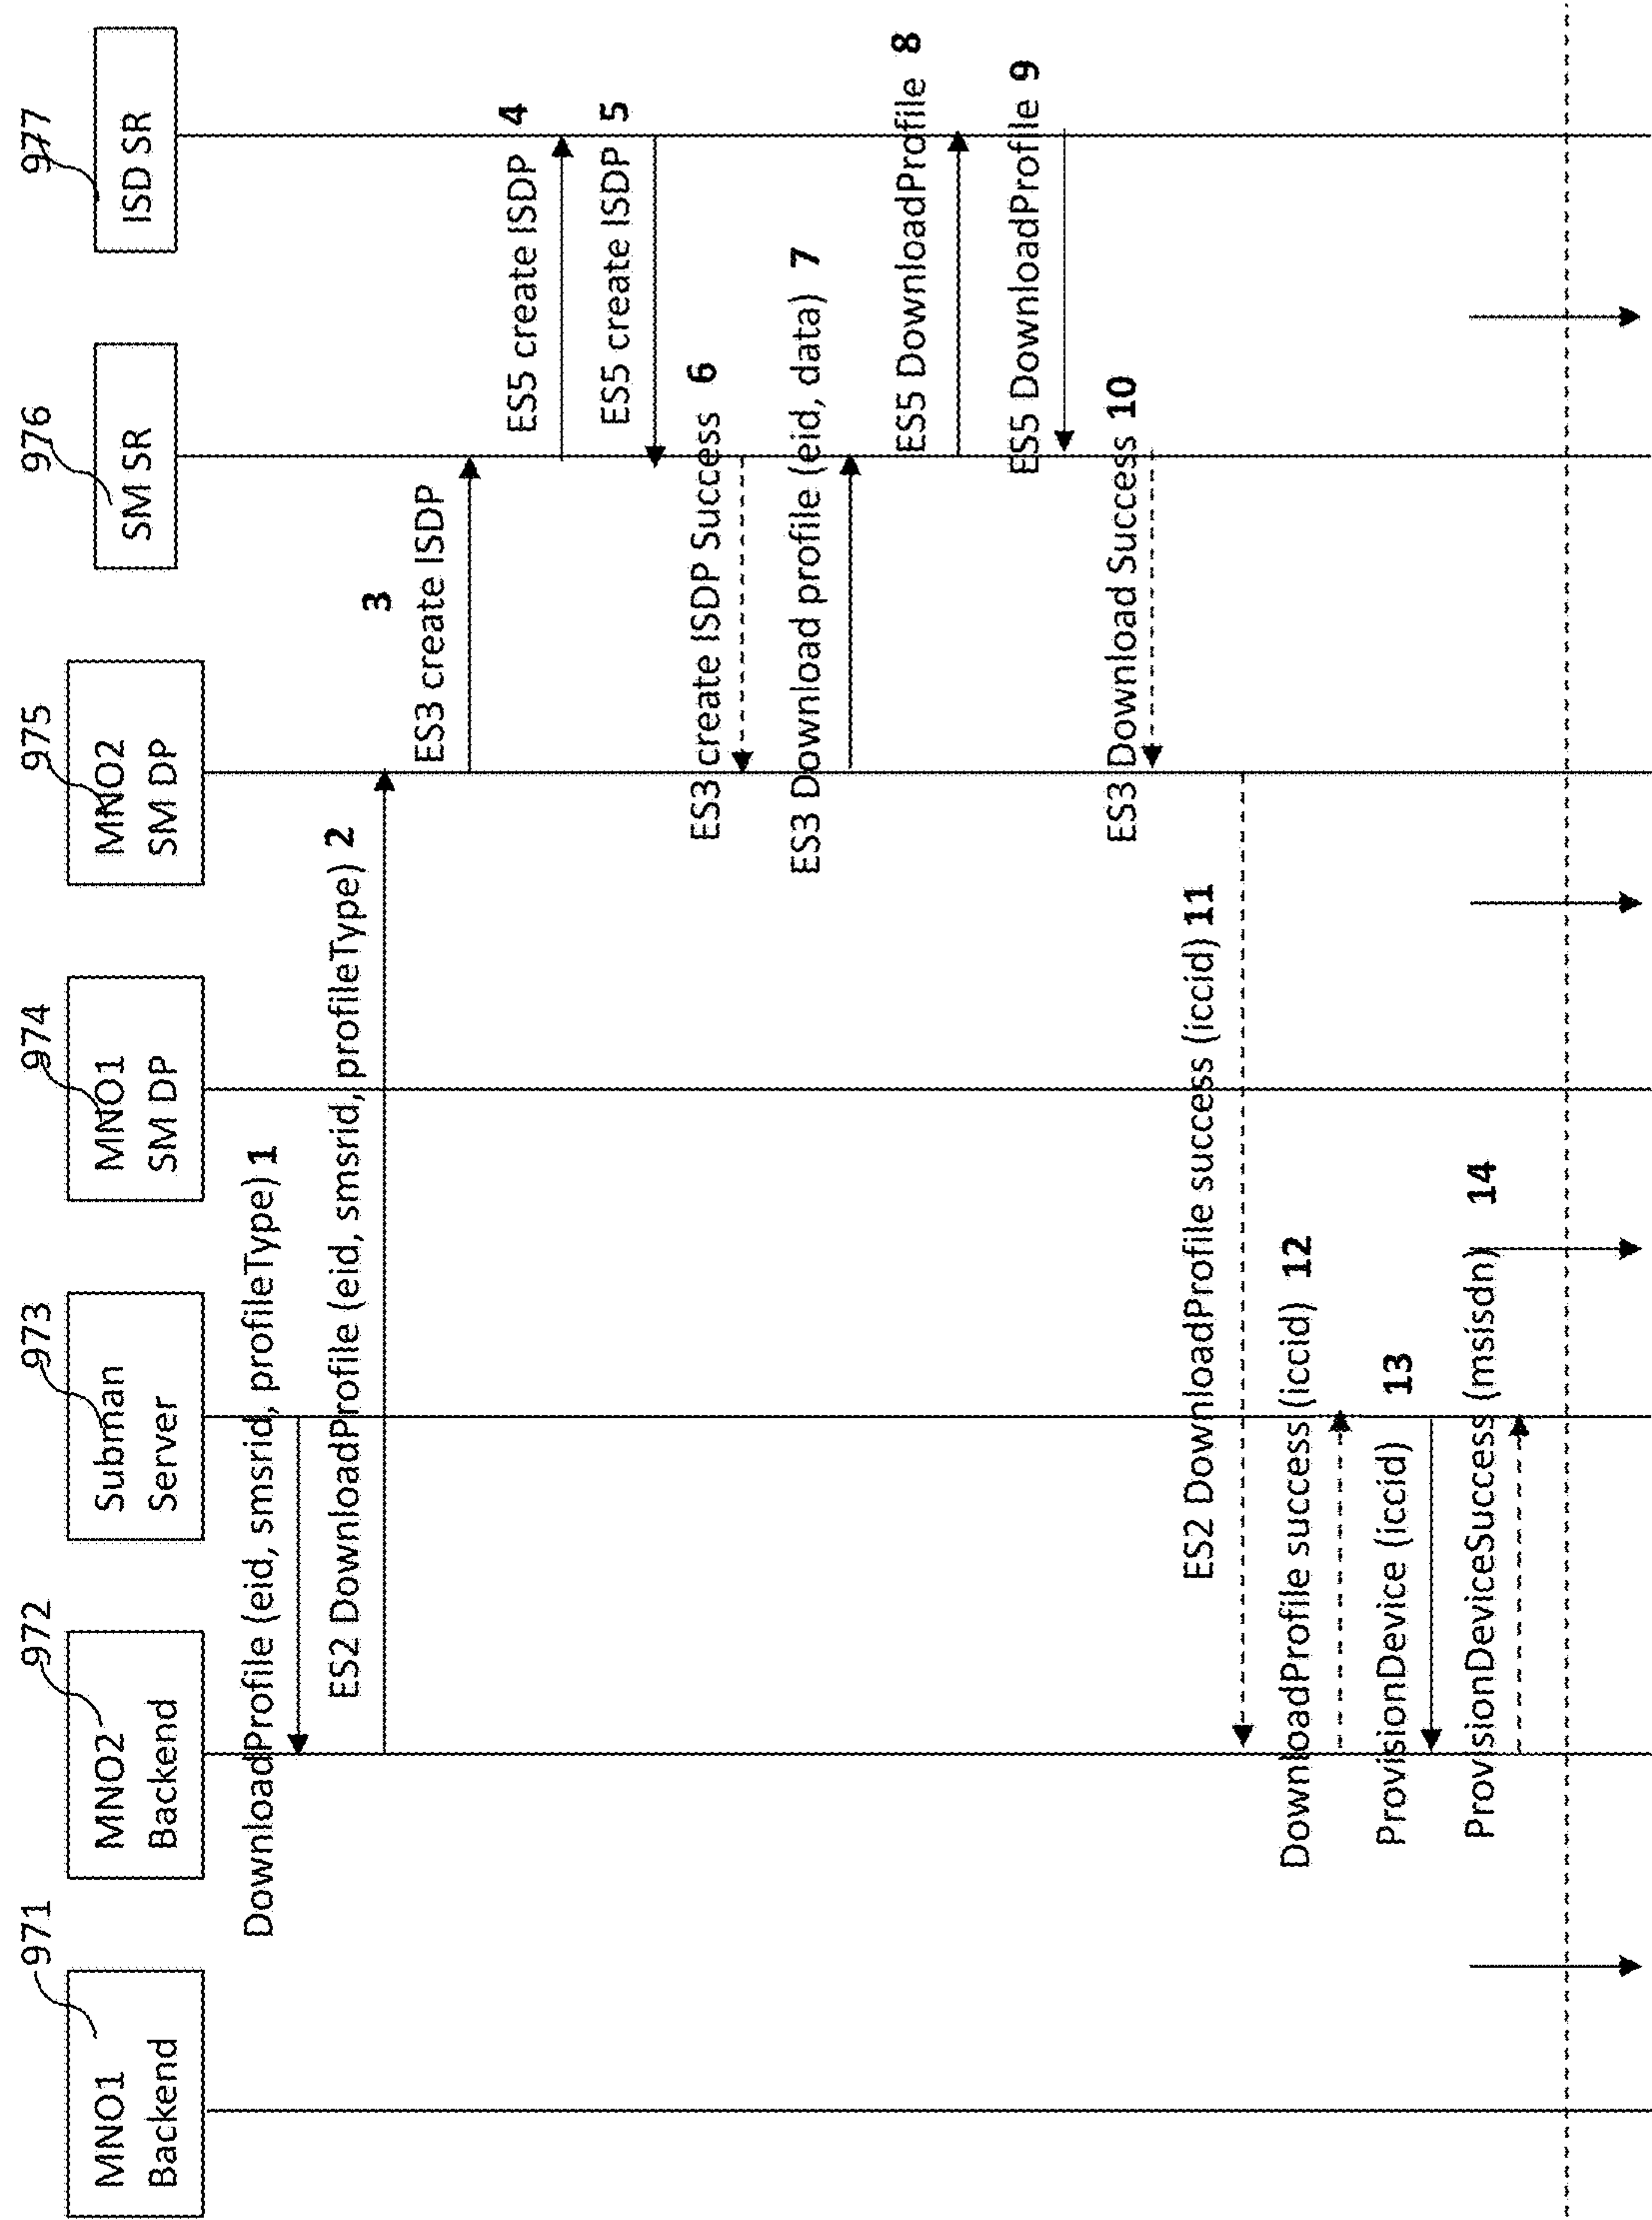 971
MNO1
Backend
972
MNO2
Backend
973
Subman
Server
974
MNO1
SM DP
975
MNO2
SM DP
976
SM SR
977
ISD SR
DownloadProfile (eid, smsrid, profileType) 1
ES2 DownloadProfile (eid, smsrid, profileType) 2
3
ES3 create ISDP
ES5 create ISDP 4
ES5 create ISDP 5
ES3 create ISDP Success 6
ES3 Download profile (eid, data) 7
ES5 DownloadProfile 8
ES5 DownloadProfile 9
ES3 Download Success 10
ES2 DownloadProfile success (iccid) 11
DownloadProfile success (iccid) 12
ProvisionDevice (iccid) 13
ProvisionDeviceSuccess (msisdn) 14